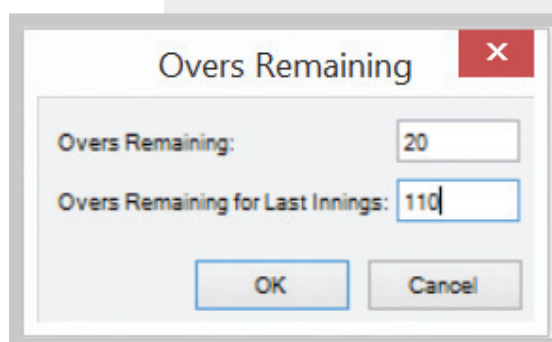 Overs Remaining
Overs Remaining: 20
Overs Remaining for Last Innings: 110
OK Cancel